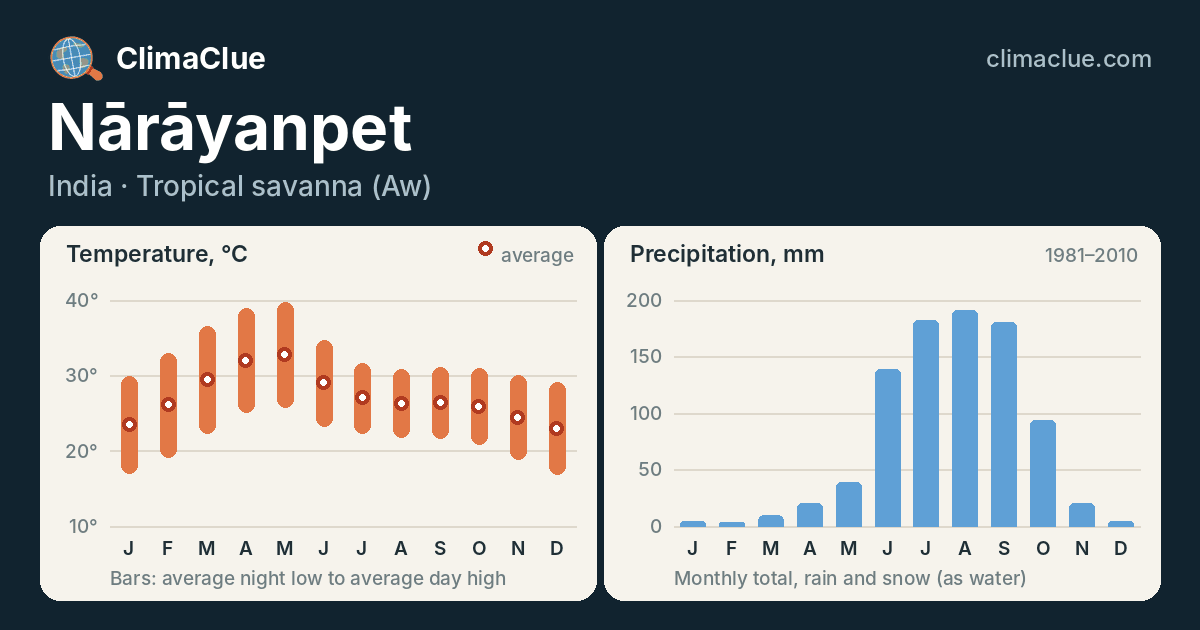 ClimaClue
climaclue.com
Nārāyanpet
India · Tropical savanna (Aw)
Temperature, °C
average
40°
30°
20°
10°
J F M A M J J A S O N D
Bars: average night low to average day high
Precipitation, mm
1981–2010
200
150
100
50
0
J F M A M J J A S O N D
Monthly total, rain and snow (as water)